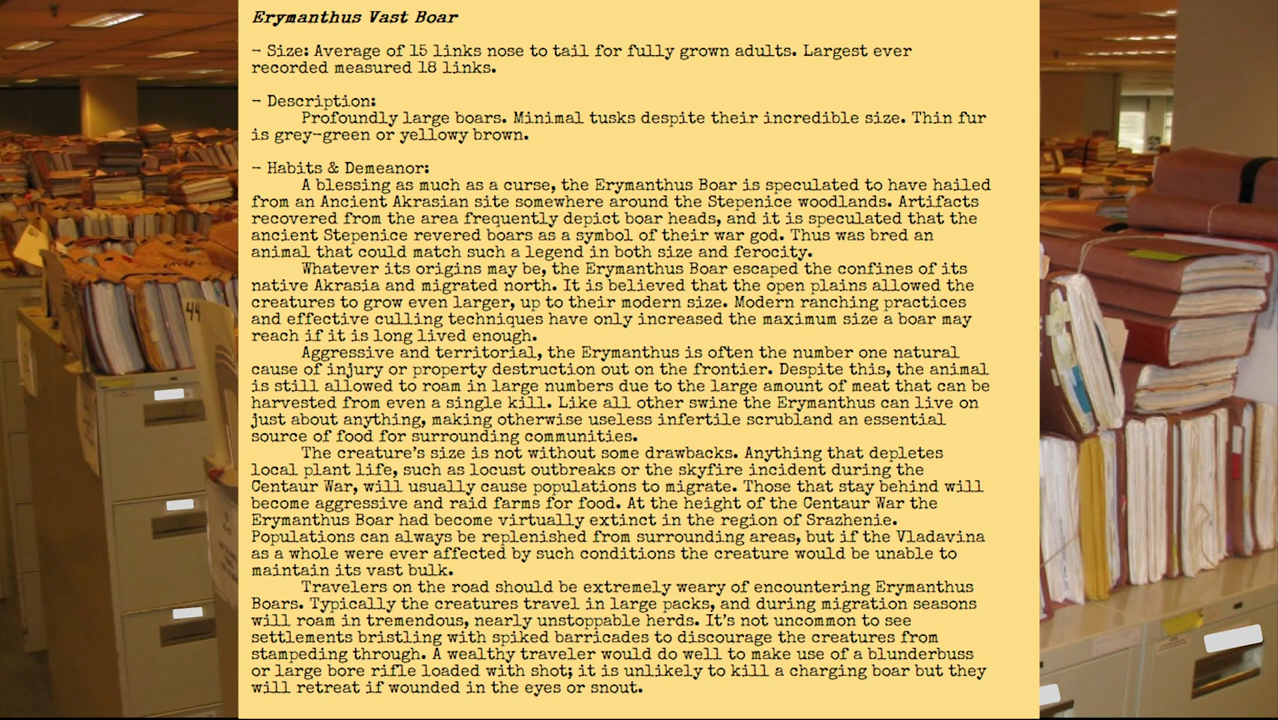 Erymanthus Vast Boar
- Size: Average of 15 links nose to tail for fully grown adults. Largest ever
recorded measured 18 links.
- Description:
Profoundly large boars. Minimal tusks despite their incredible size. Thin fur
is grey-green or yellowy brown.
- Habits & Demeanor:
A blessing as much as a curse, the Erymanthus Boar is speculated to have hailed
from an Ancient Akrasian site somewhere around the Stepenice woodlands. Artifacts
recovered from the area frequently depict boar heads, and it is speculated that the
ancient Stepenice revered boars as a symbol of their war god. Thus was bred an
animal that could match such a legend in both size and ferocity.
Whatever its origins may be, the Erymanthus Boar escaped the confines of its
native Akrasia and migrated north. It is believed that the open plains allowed the
creatures to grow even larger, up to their modern size. Modern ranching practices
and effective culling techniques have only increased the maximum size a boar may
reach if it is long lived enough.
Aggressive and territorial, the Erymanthus is often the number one natural
cause of injury or property destruction out on the frontier. Despite this, the animal
is still allowed to roam in large numbers due to the large amount of meat that can be
harvested from even a single kill. Like all other swine the Erymanthus can live on
just about anything, making otherwise useless infertile scrubland an essential
source of food for surrounding communities.
The creature's size is not without some drawbacks. Anything that depletes
local plant life, such as locust outbreaks or the skyfire incident during the
Centaur War, will usually cause populations to migrate. Those that stay behind will
become aggressive and raid farms for food. At the height of the Centaur War the
Erymanthus Boar had become virtually extinct in the region of Srazhenie.
Populations can always be replenished from surrounding areas, but if the Vladavina
as a whole were ever affected by such conditions the creature would be unable to
maintain its vast bulk.
Travelers on the road should be extremely weary of encountering Erymanthus
Boars. Typically the creatures travel in large packs, and during migration seasons
will roam in tremendous, nearly unstoppable herds. It's not uncommon to see
settlements bristling with spiked barricades to discourage the creatures from
stampeding through. A wealthy traveler would do well to make use of a blunderbuss
or large bore rifle loaded with shot; it is unlikely to kill a charging boar but they
will retreat if wounded in the eyes or snout.
44